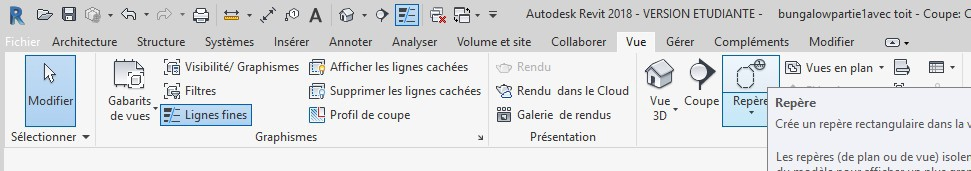 Autodesk Revit 2018 - VERSION ETUDIANTE - bungalowpartie1avec toit - Coupe: C
Fichier Architecture Structure Systèmes Insérer Annoter Analyser Volume et site Collaborer Vue Gérer Compléments Modifier
Modifier
Gabarits de vues
Visibilité/ Graphismes
Filtres
Lignes fines
Afficher les lignes cachées
Supprimer les lignes cachées
Profil de coupe
Rendu
Rendu dans le Cloud
Galerie de rendus
Vue 3D
Coupe
Repère
Vues en plan
Sélectionner
Graphismes
Présentation
Repère
Crée un repère rectangulaire dans la v
Les repères (de plan ou de vue) isolen